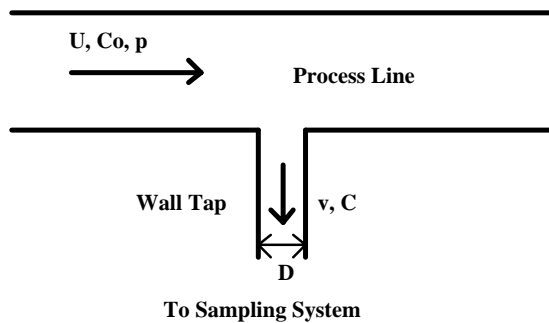 U, Co, p
Process Line
Wall Tap
v, C
D
To Sampling System